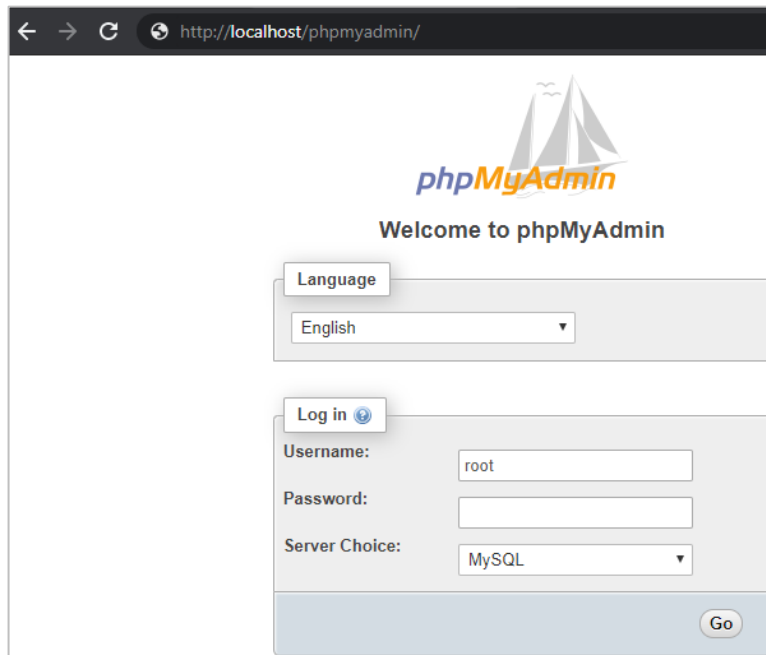 http://localhost/phpmyadmin/
phpMyAdmin
Welcome to phpMyAdmin
Language
English
Log in
Username:
root
Password:
Server Choice:
MySQL
Go